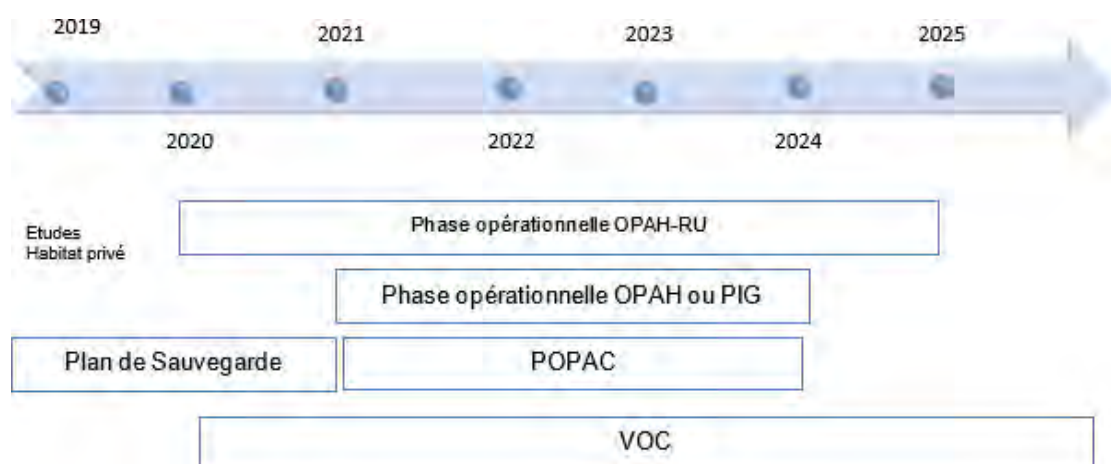 2019
2021
2023
2025
2020
2022
2024
Etudes
Habitat privé
Phase opérationnelle OPAH-RU
Phase opérationnelle OPAH ou PIG
Plan de Sauvegarde
POPAC
VOC